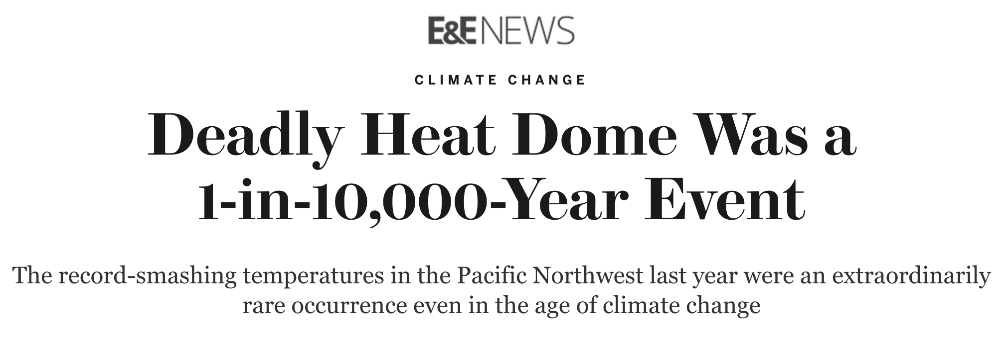 E&E NEWS
CLIMATE CHANGE
Deadly Heat Dome Was a
1-in-10,000-Year Event
The record-smashing temperatures in the Pacific Northwest last year were an extraordinarily
rare occurrence even in the age of climate change